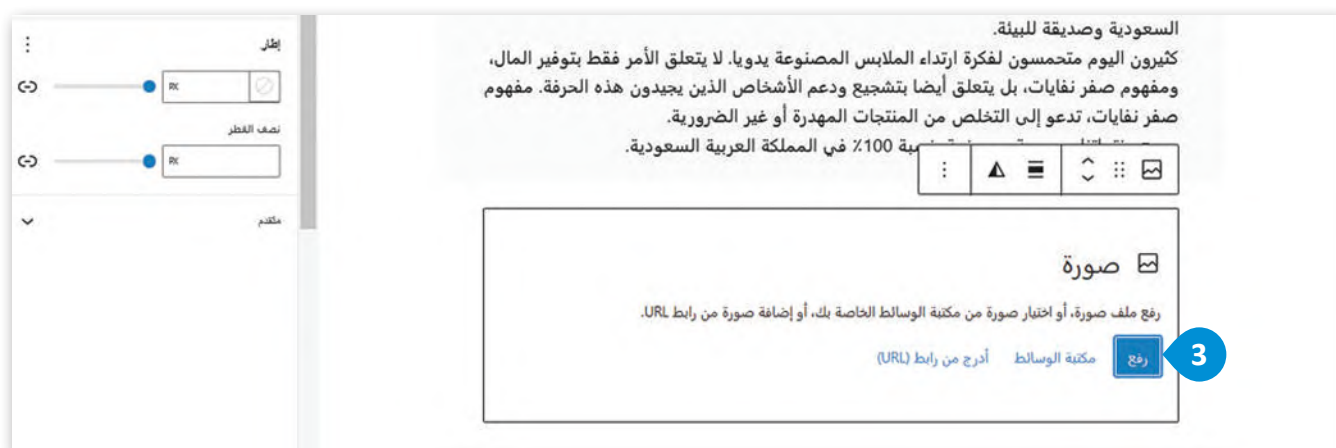 السعودية وصديقة للبيئة.
كثيرون اليوم متحمسون لفكرة ارتداء الملابس المصنوعة يدويا. لا يتعلق الأمر فقط بتوفير المال،
ومفهوم صفر نفايات، بل يتعلق أيضا بتشجيع ودعم الأشخاص الذين يجيدون هذه الحرفة. مفهوم
صفر نفايات، تدعو إلى التخلص من المنتجات المهدرة أو غير الضرورية.
100٪ في المملكة العربية السعودية.
صورة
رفع ملف صورة، أو اختيار صورة من مكتبة الوسائط الخاصة بك، أو إضافة صورة من رابط URL.
3
رفع مكتبة الوسائط أدرج من رابط (URL)
إطار
PX
نصف القطر
PX
متقدم